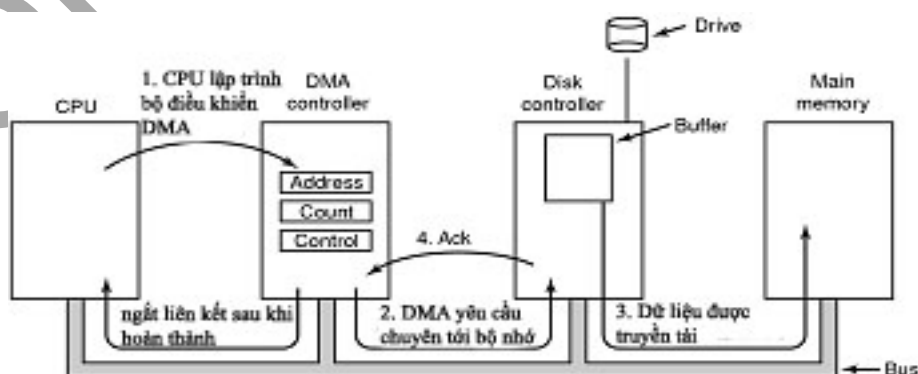 Drive
1. CPU lập trình
bộ điều khiển
DMA
CPU
DMA
controller
Disk
controller
Main
memory
Buffer
Address
Count
Control
4. Ack
ngắt liên kết sau khi
hoàn thành
2. DMA yêu cầu
chuyên tới bộ nhớ
3. Dữ liệu được
truyền tải
Bus